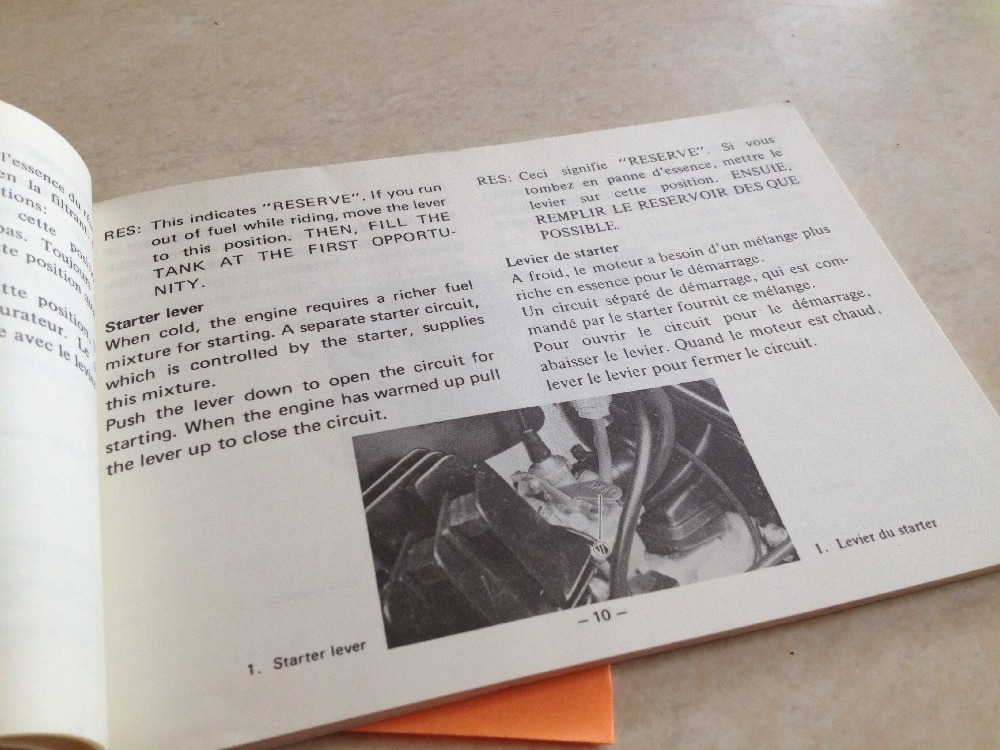 l'essence du
en la filtrant
tions:
cette
pas. Toujours
te position
tte position
urateur. Le
e avec le levier
RES: This indicates "RESERVE". If you run
out of fuel while riding, move the lever
to this position. THEN, FILL THE
TANK AT THE FIRST OPPORTU-
NITY.
Starter lever
When cold, the engine requires a richer fuel
mixture for starting. A separate starter circuit,
which is controlled by the starter, supplies
this mixture.
Push the lever down to open the circuit for
starting. When the engine has warmed up pull
the lever up to close the circuit.
1. Starter lever
RES: Ceci signifie "RESERVE". Si vous
tombez en panne d'essence, mettre le
levier sur cette position. ENSUIE,
REMPLIR LE RESERVOIR DES QUE
POSSIBLE..
Levier de starter
A froid, le moteur a besoin d'un mélange plus
riche en essence pour le démarrage.
Un circuit séparé de démarrage, qui est com-
mandé par le starter fournit ce mélange.
Pour ouvrir le circuit pour le démarrage,
abaisser le levier. Quand le moteur est chaud,
lever le levier pour fermer le circuit.
1
1. Levier du starter
– 10 –